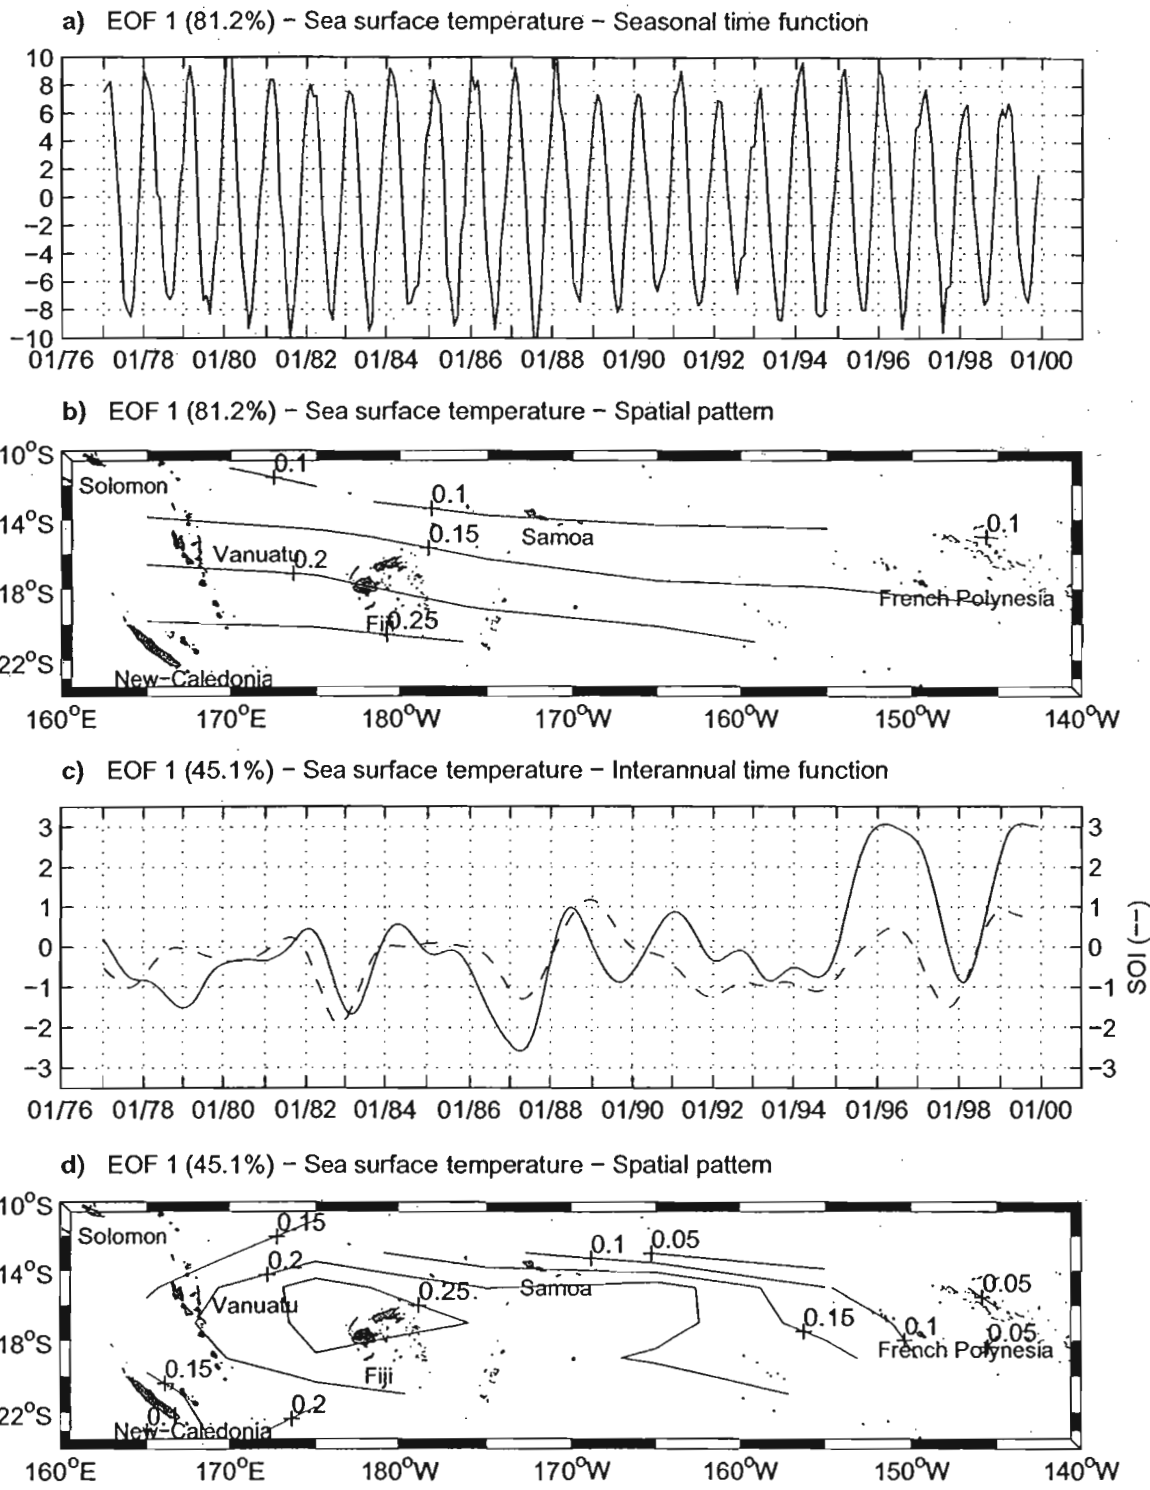 a) EOF 1 (81.2%) − Sea surface temperature − Seasonal time function
10
8
6
4
2
0
−2
−4
−6
−8
−10
01/76 01/78 01/80 01/82 01/84 01/86 01/88 01/90 01/92 01/94 01/96 01/98 01/00
b) EOF 1 (81.2%) − Sea surface temperature − Spatial pattern
10°S
0.1
Solomon
0.1
14°S
0.1
0.15
Samoa
Vanuatu
0.2
18°S
French Polynesia
Fiji
0.25
22°S
New−Caledonia
160°E 170°E 180°W 170°W 160°W 150°W 140°W
c) EOF 1 (45.1%) − Sea surface temperature − Interannual time function
3 3
2 2
1 1
0 0
−1 −1
−2 −2
−3 −3
SOI (−−)
01/76 01/78 01/80 01/82 01/84 01/86 01/88 01/90 01/92 01/94 01/96 01/98 01/00
d) EOF 1 (45.1%) − Sea surface temperature − Spatial pattern
10°S
0.15
Solomon
0.1
0.05
0.2
14°S
Samoa
0.25
0.05
Vanuatu
0.15
0.1
0.05
18°S
French Polynesia
0.15
Fiji
0.2
22°S
New−Caledonia
160°E 170°E 180°W 170°W 160°W 150°W 140°W